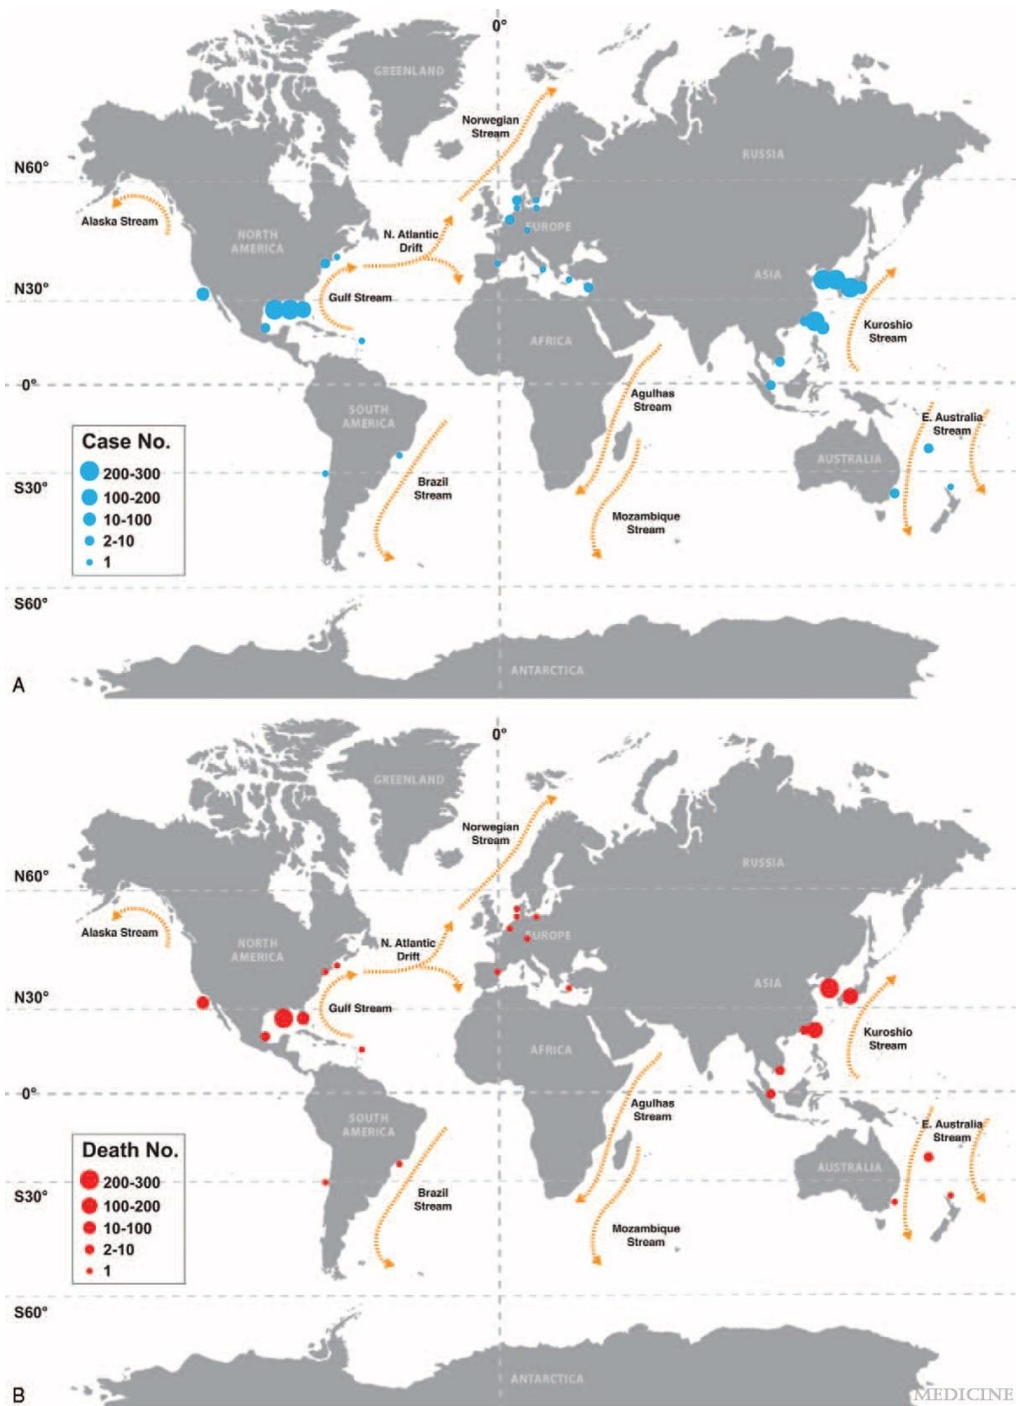 0°
GREENLAND
Norwegian
Stream
RUSSIA
N60°
Alaska Stream
NORTH
AMERICA
N. Atlantic
Drift
EUROPE
ASIA
N30°
Gulf Stream
Kuroshio
Stream
AFRICA
0°
Agulhas
Stream
SOUTH
AMERICA
E. Australia
Stream
AUSTRALIA
Case No.
200-300
100-200
10-100
2-10
1
Brazil
Stream
S30°
Mozambique
Stream
S60°
ANTARCTICA
A
0°
GREENLAND
Norwegian
Stream
RUSSIA
N60°
Alaska Stream
NORTH
AMERICA
N. Atlantic
Drift
EUROPE
ASIA
N30°
Gulf Stream
Kuroshio
Stream
AFRICA
0°
Agulhas
Stream
SOUTH
AMERICA
E. Australia
Stream
AUSTRALIA
Death No.
200-300
100-200
10-100
2-10
1
Brazil
Stream
S30°
Mozambique
Stream
S60°
ANTARCTICA
B
MEDICINE